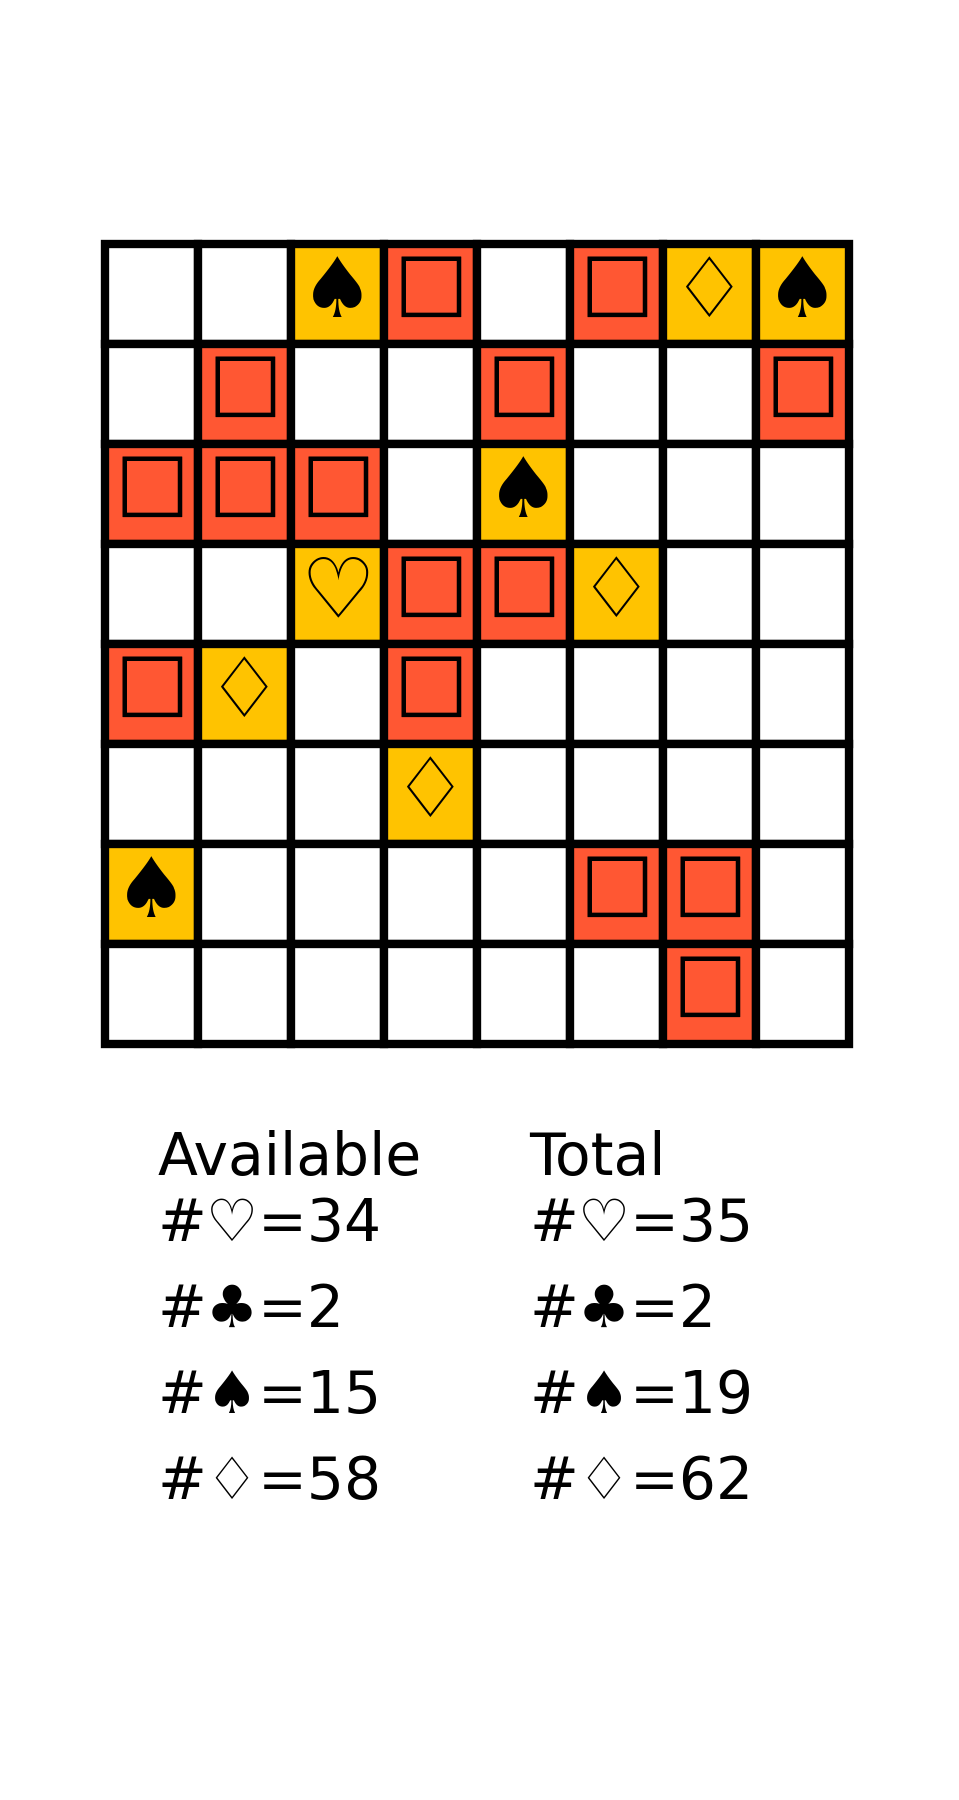 ♠ □ □ ♢ ♠
□ □ □
□ □ □ ♠
♡ □ □ ♢
□ ♢ □
♢
♠ □ □
□
Available Total
#♡=34 #♡=35
#♣=2 #♣=2
#♠=15 #♠=19
#♢=58 #♢=62